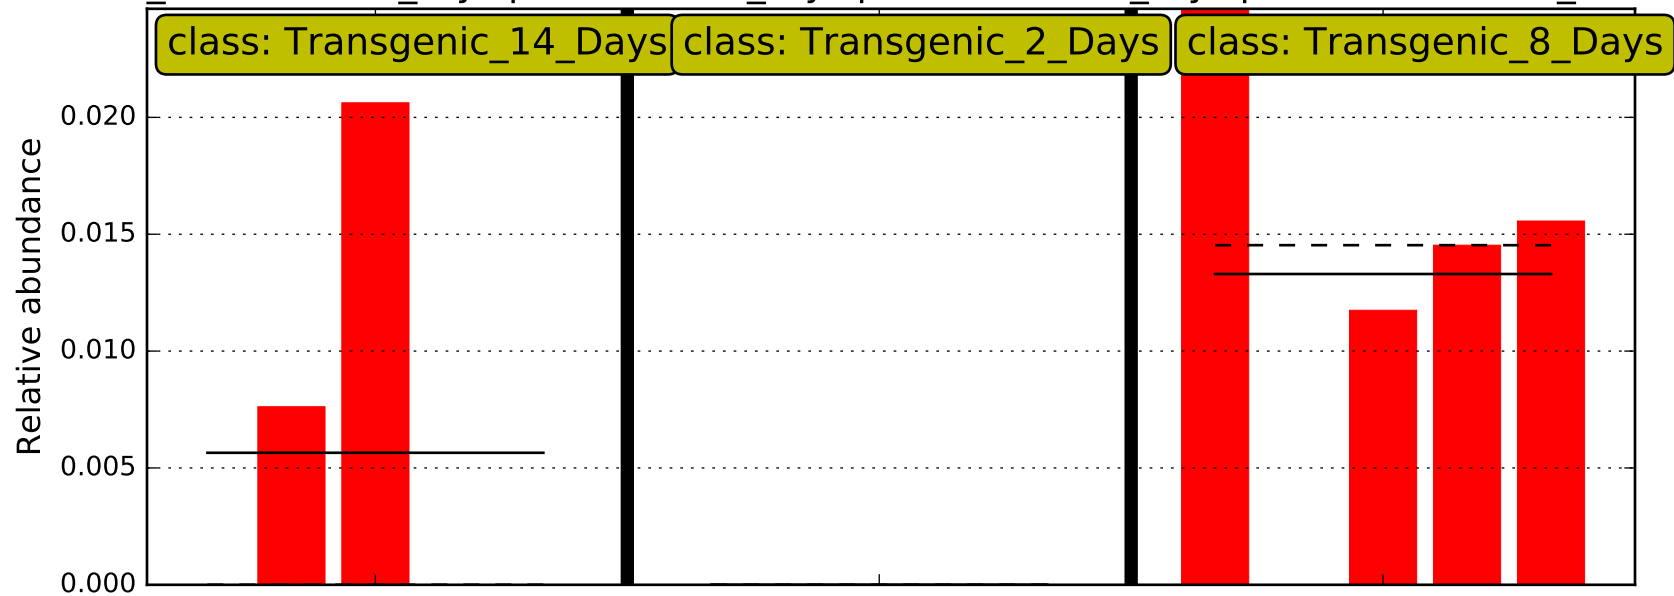 class: Transgenic_14_Days
class: Transgenic_2_Days
class: Transgenic_8_Days
0.020
0.015
0.010
0.005
0.000
Relative abundance